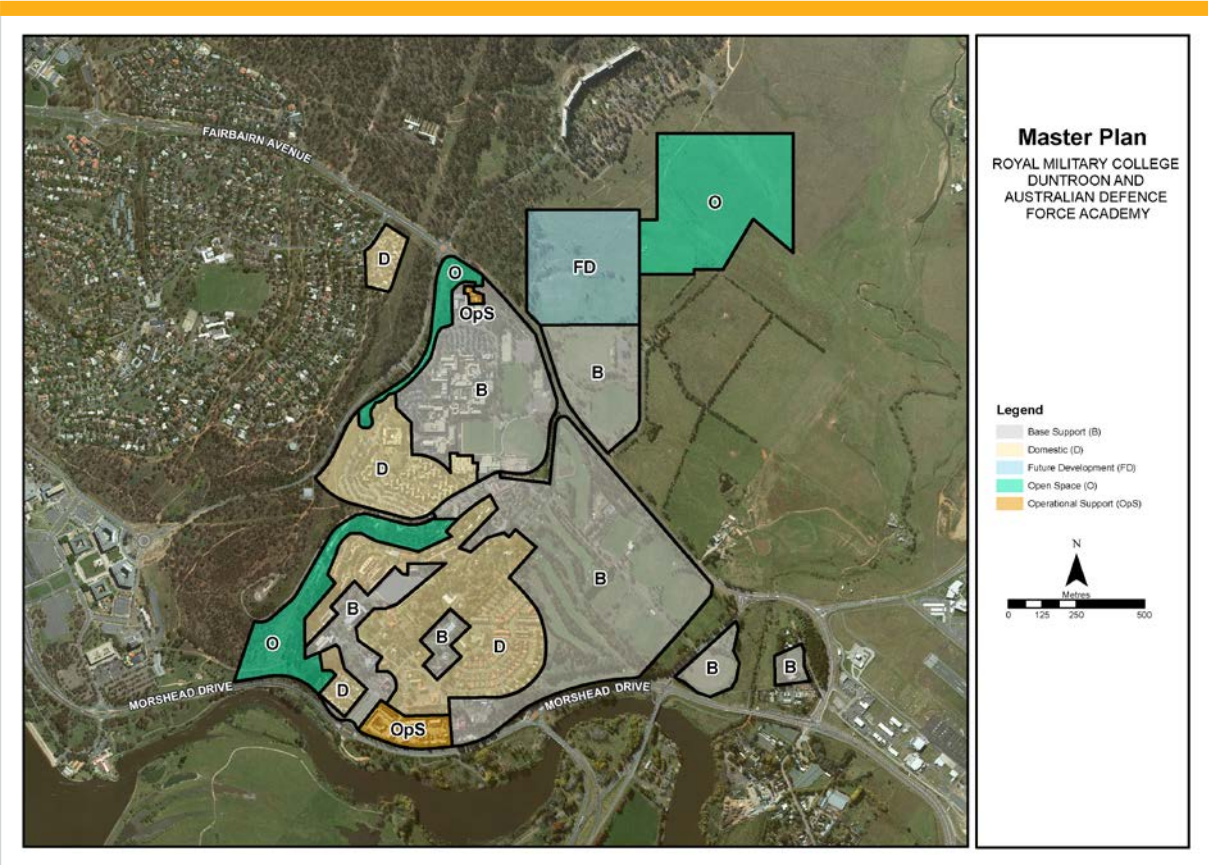 FAIRBAIRN AVENUE
O
D
O
FD
OpS
B
B
D
B
B
B
D
O
B
B
D
MORSHEAD DRIVE
MORSHEAD DRIVE
OpS
Master Plan
ROYAL MILITARY COLLEGE
DUNTROON AND
AUSTRALIAN DEFENCE
FORCE ACADEMY
Legend
Base Support (B)
Domestic (D)
Future Development (FD)
Open Space (O)
Operational Support (OpS)
N
Metres
0 125 250 500